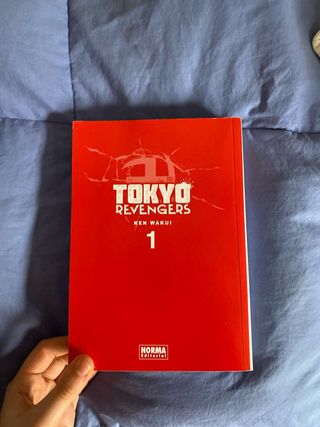 TOKYO
REVENGERS
KEN WAKUI
1
NORMA
Editorial